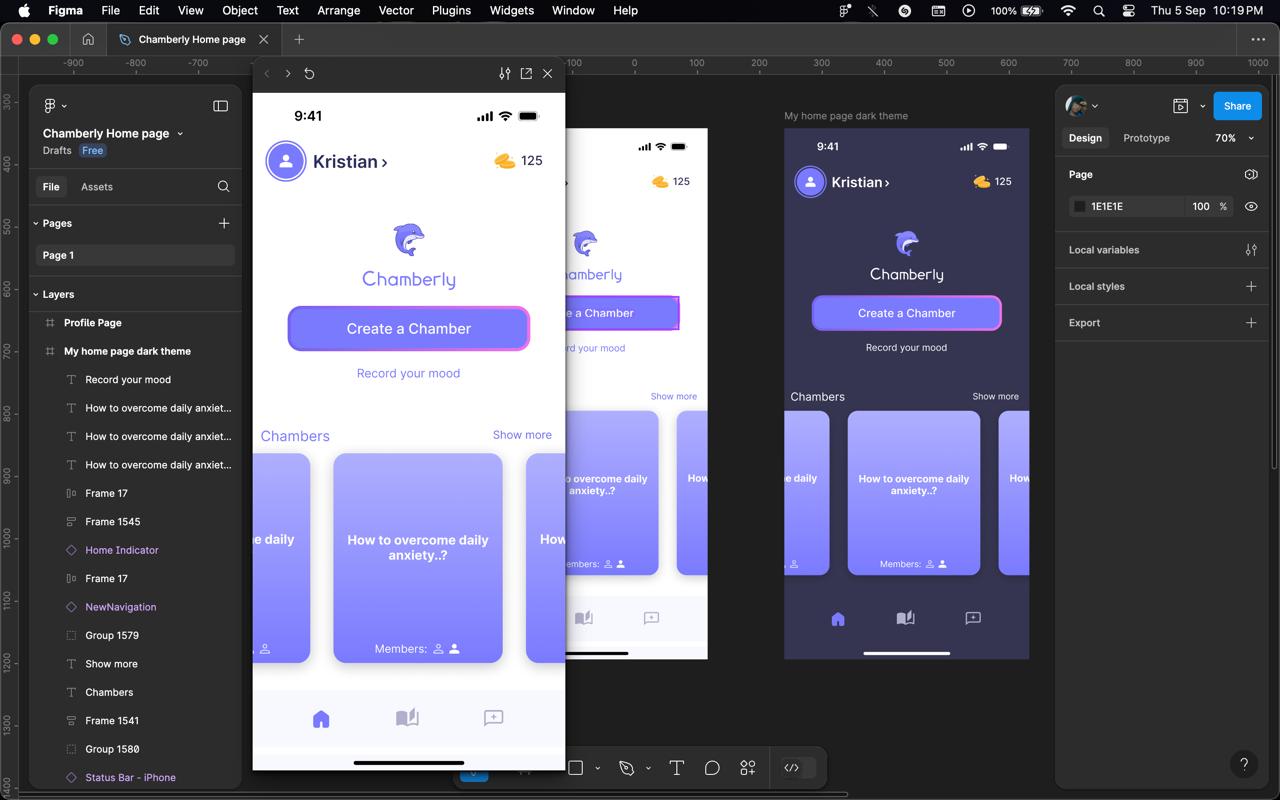 Figma File Edit View Object Text Arrange Vector Plugins Widgets Window Help 100% Thu 5 Sep 10:19 PM
Chamberly Home page
-900 -800 -700 -100 0 100 200 300 400 500 600 700 800 900 1000
300
400
500
600
700
800
900
1000
1100
1200
1300
1400
Chamberly Home page
Drafts Free
File Assets
Pages
Page 1
Layers
Profile Page
My home page dark theme
Record your mood
How to overcome daily anxiet...
How to overcome daily anxiet...
How to overcome daily anxiet...
Frame 17
Frame 1545
Home Indicator
Frame 17
NewNavigation
Group 1579
Show more
Chambers
Frame 1541
Group 1580
Status Bar - iPhone
9:41
Kristian ›
125
Chamberly
Create a Chamber
Record your mood
Chambers Show more
e daily
How to overcome daily
anxiety..?
How
Members:
125
mberly
e a Chamber
rd your mood
Show more
o overcome daily
anxiety..?
How
mbers:
My home page dark theme
9:41
Kristian ›
125
Chamberly
Create a Chamber
Record your mood
Chambers Show more
e daily
How to overcome daily
anxiety..?
How
Members:
Share
Design Prototype 70%
Page
1E1E1E 100 %
Local variables
Local styles
Export
?